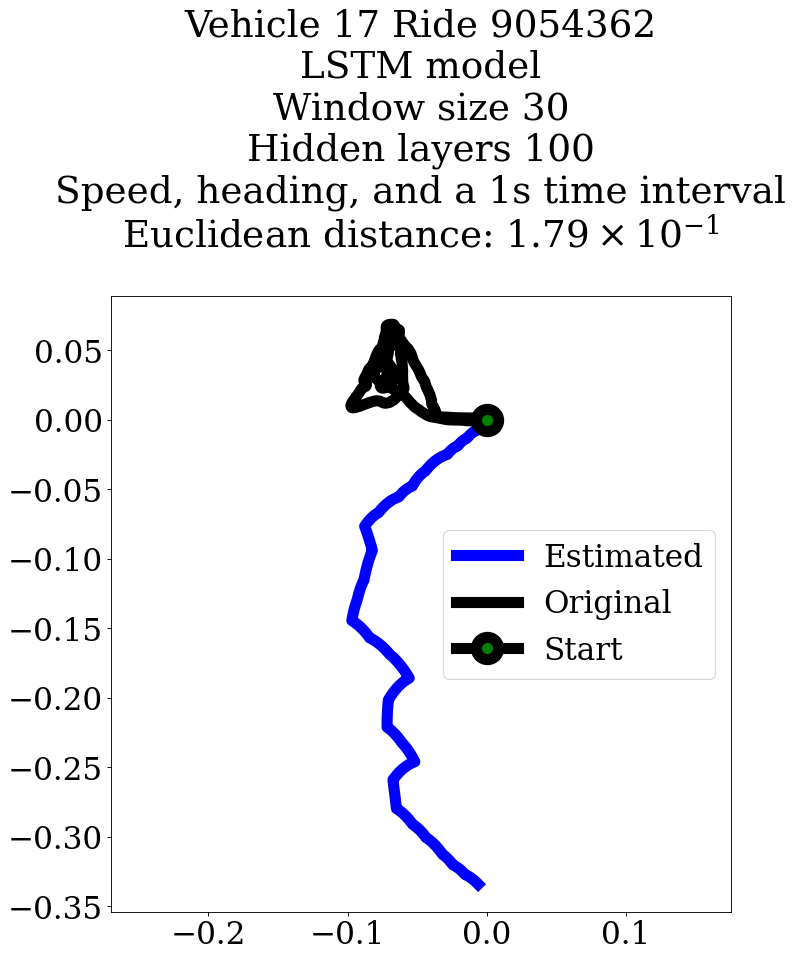 Vehicle 17 Ride 9054362
LSTM model
Window size 30
Hidden layers 100
Speed, heading, and a 1s time interval
Euclidean distance: 1.79 × 10⁻¹
0.05
0.00
−0.05
−0.10
−0.15
−0.20
−0.25
−0.30
−0.35
Estimated
Original
Start
−0.2 −0.1 0.0 0.1